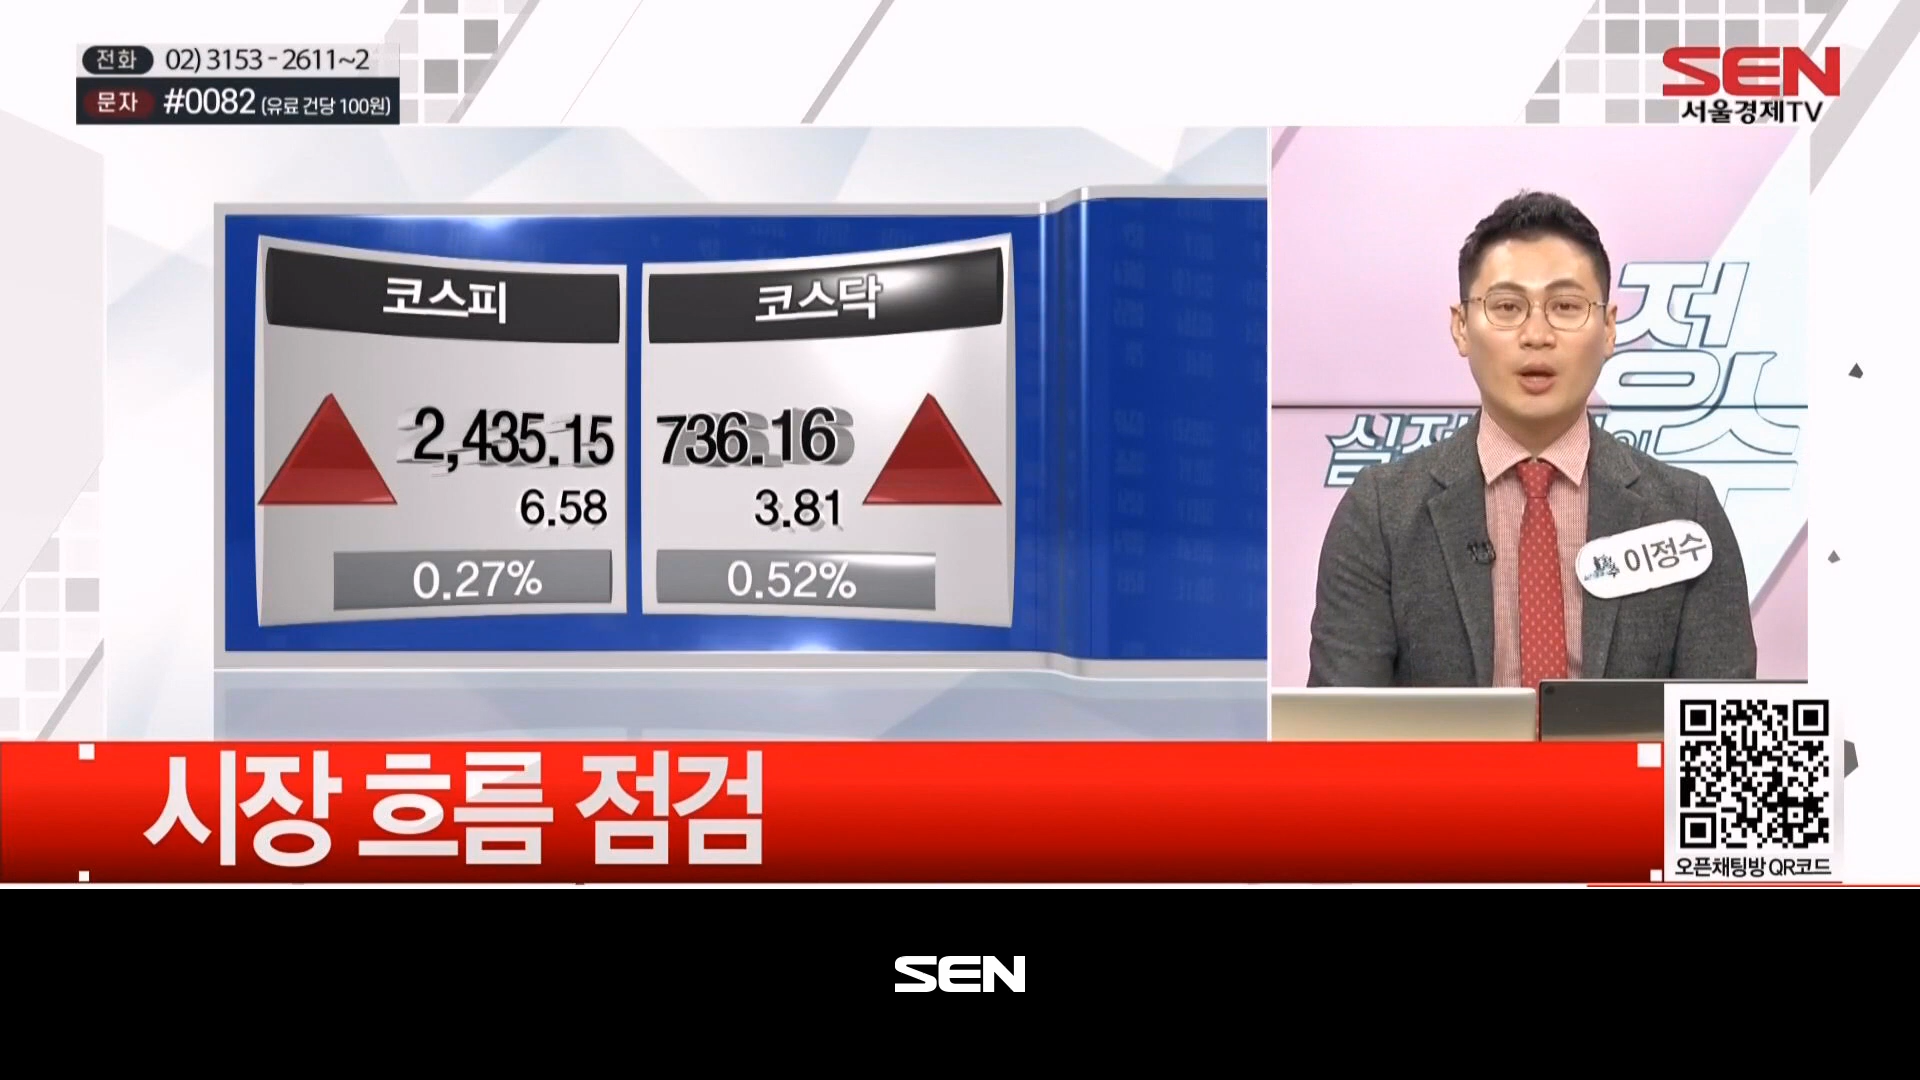 전화 02) 3153 - 2611~2
문자 #0082 (유료 건당 100원)
SEN
서울경제TV
코스피
2,435.15
6.58
0.27%
코스닥
736.16
3.81
0.52%
이정수
시장 흐름 점검
오픈채팅방 QR코드
SEN